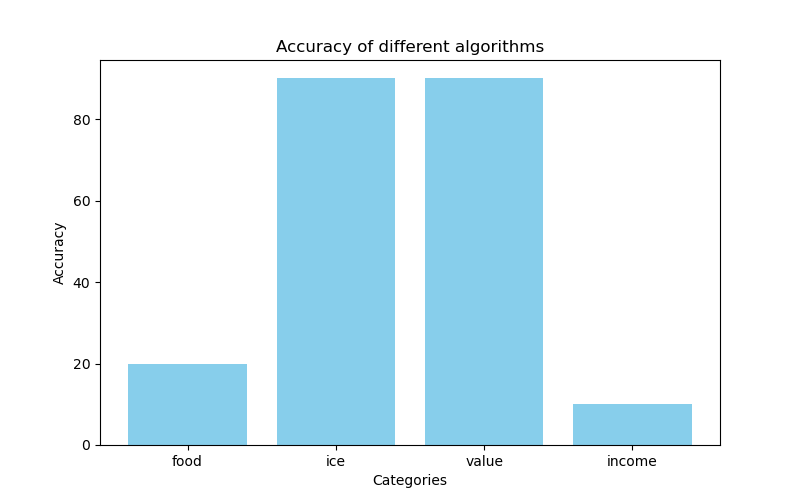 Accuracy of different algorithms
80
60
40
20
0
Accuracy
food ice value income
Categories